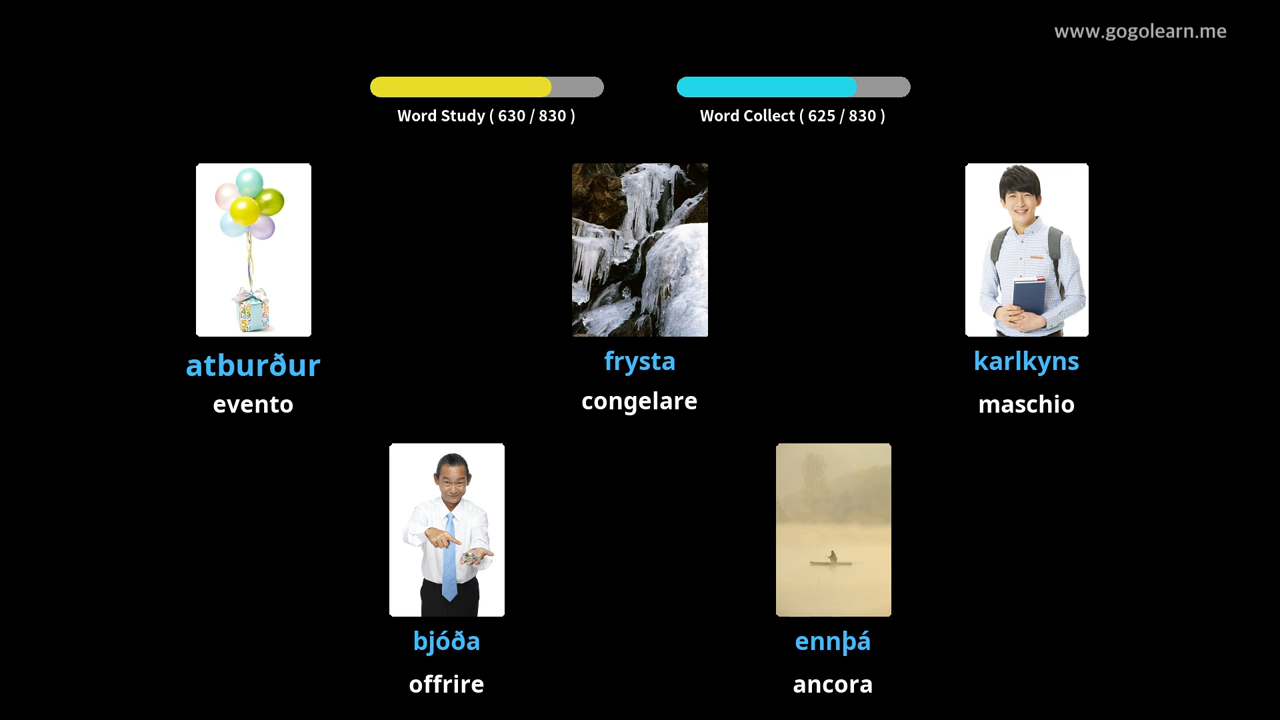 www.gogolearn.me
Word Study ( 630 / 830 )
Word Collect ( 625 / 830 )
atburður
evento
frysta
congelare
karlkyns
maschio
bjóða
offrire
ennþá
ancora